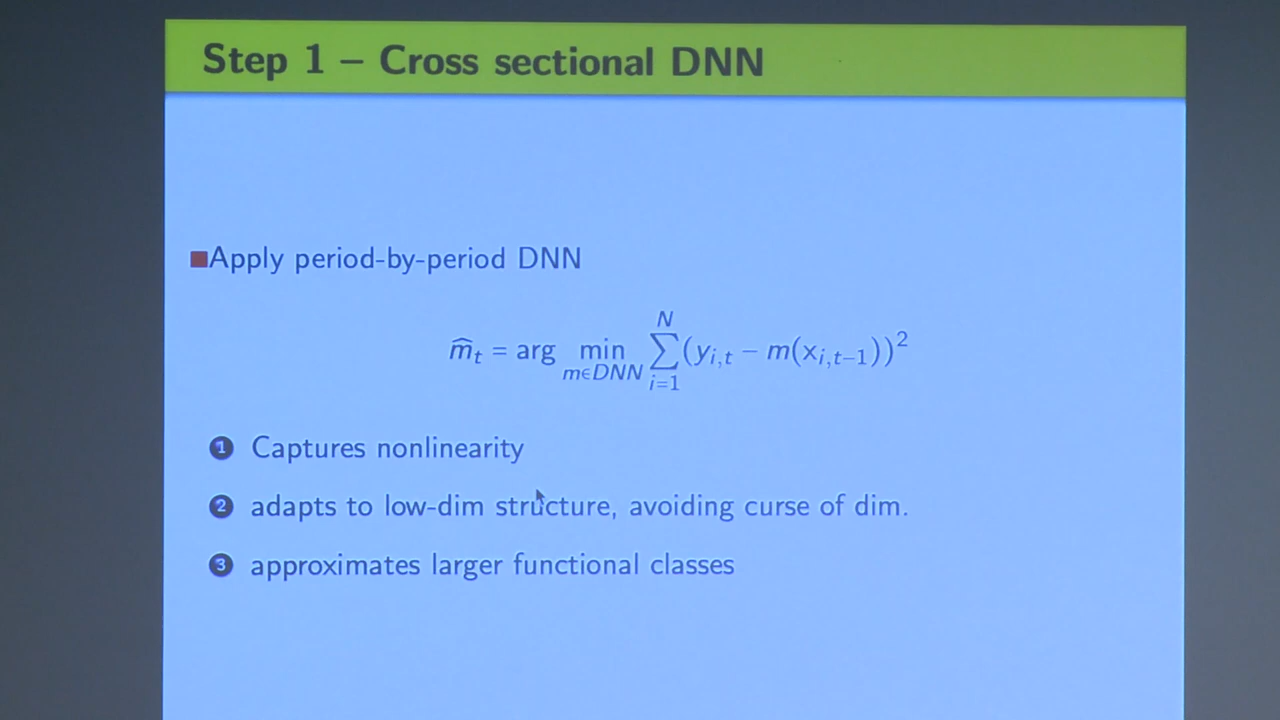 Step 1 – Cross sectional DNN
Apply period-by-period DNN
m̂_t = arg min_{m∈DNN} ∑_{i=1}^{N} (y_{i,t} − m(x_{i,t−1}))²
1 Captures nonlinearity
2 adapts to low-dim structure, avoiding curse of dim.
3 approximates larger functional classes